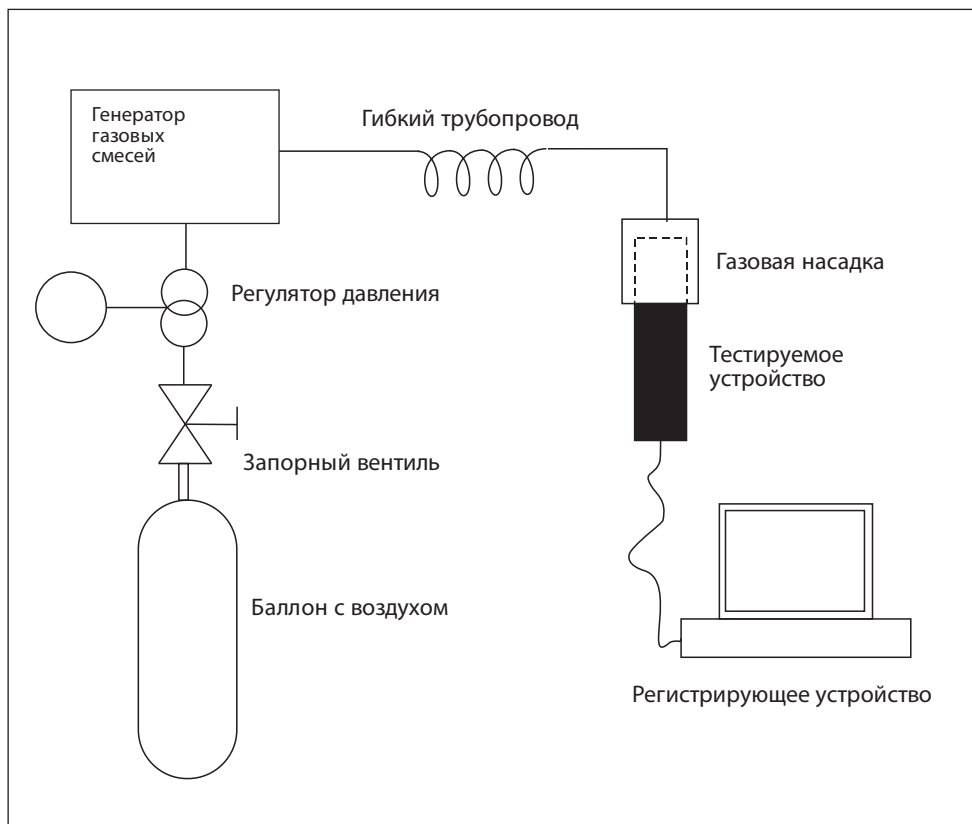 Генератор
газовых
смесей
Гибкий трубопровод
Газовая насадка
Регулятор давления
Тестируемое
устройство
Запорный вентиль
Баллон с воздухом
Регистрирующее устройство